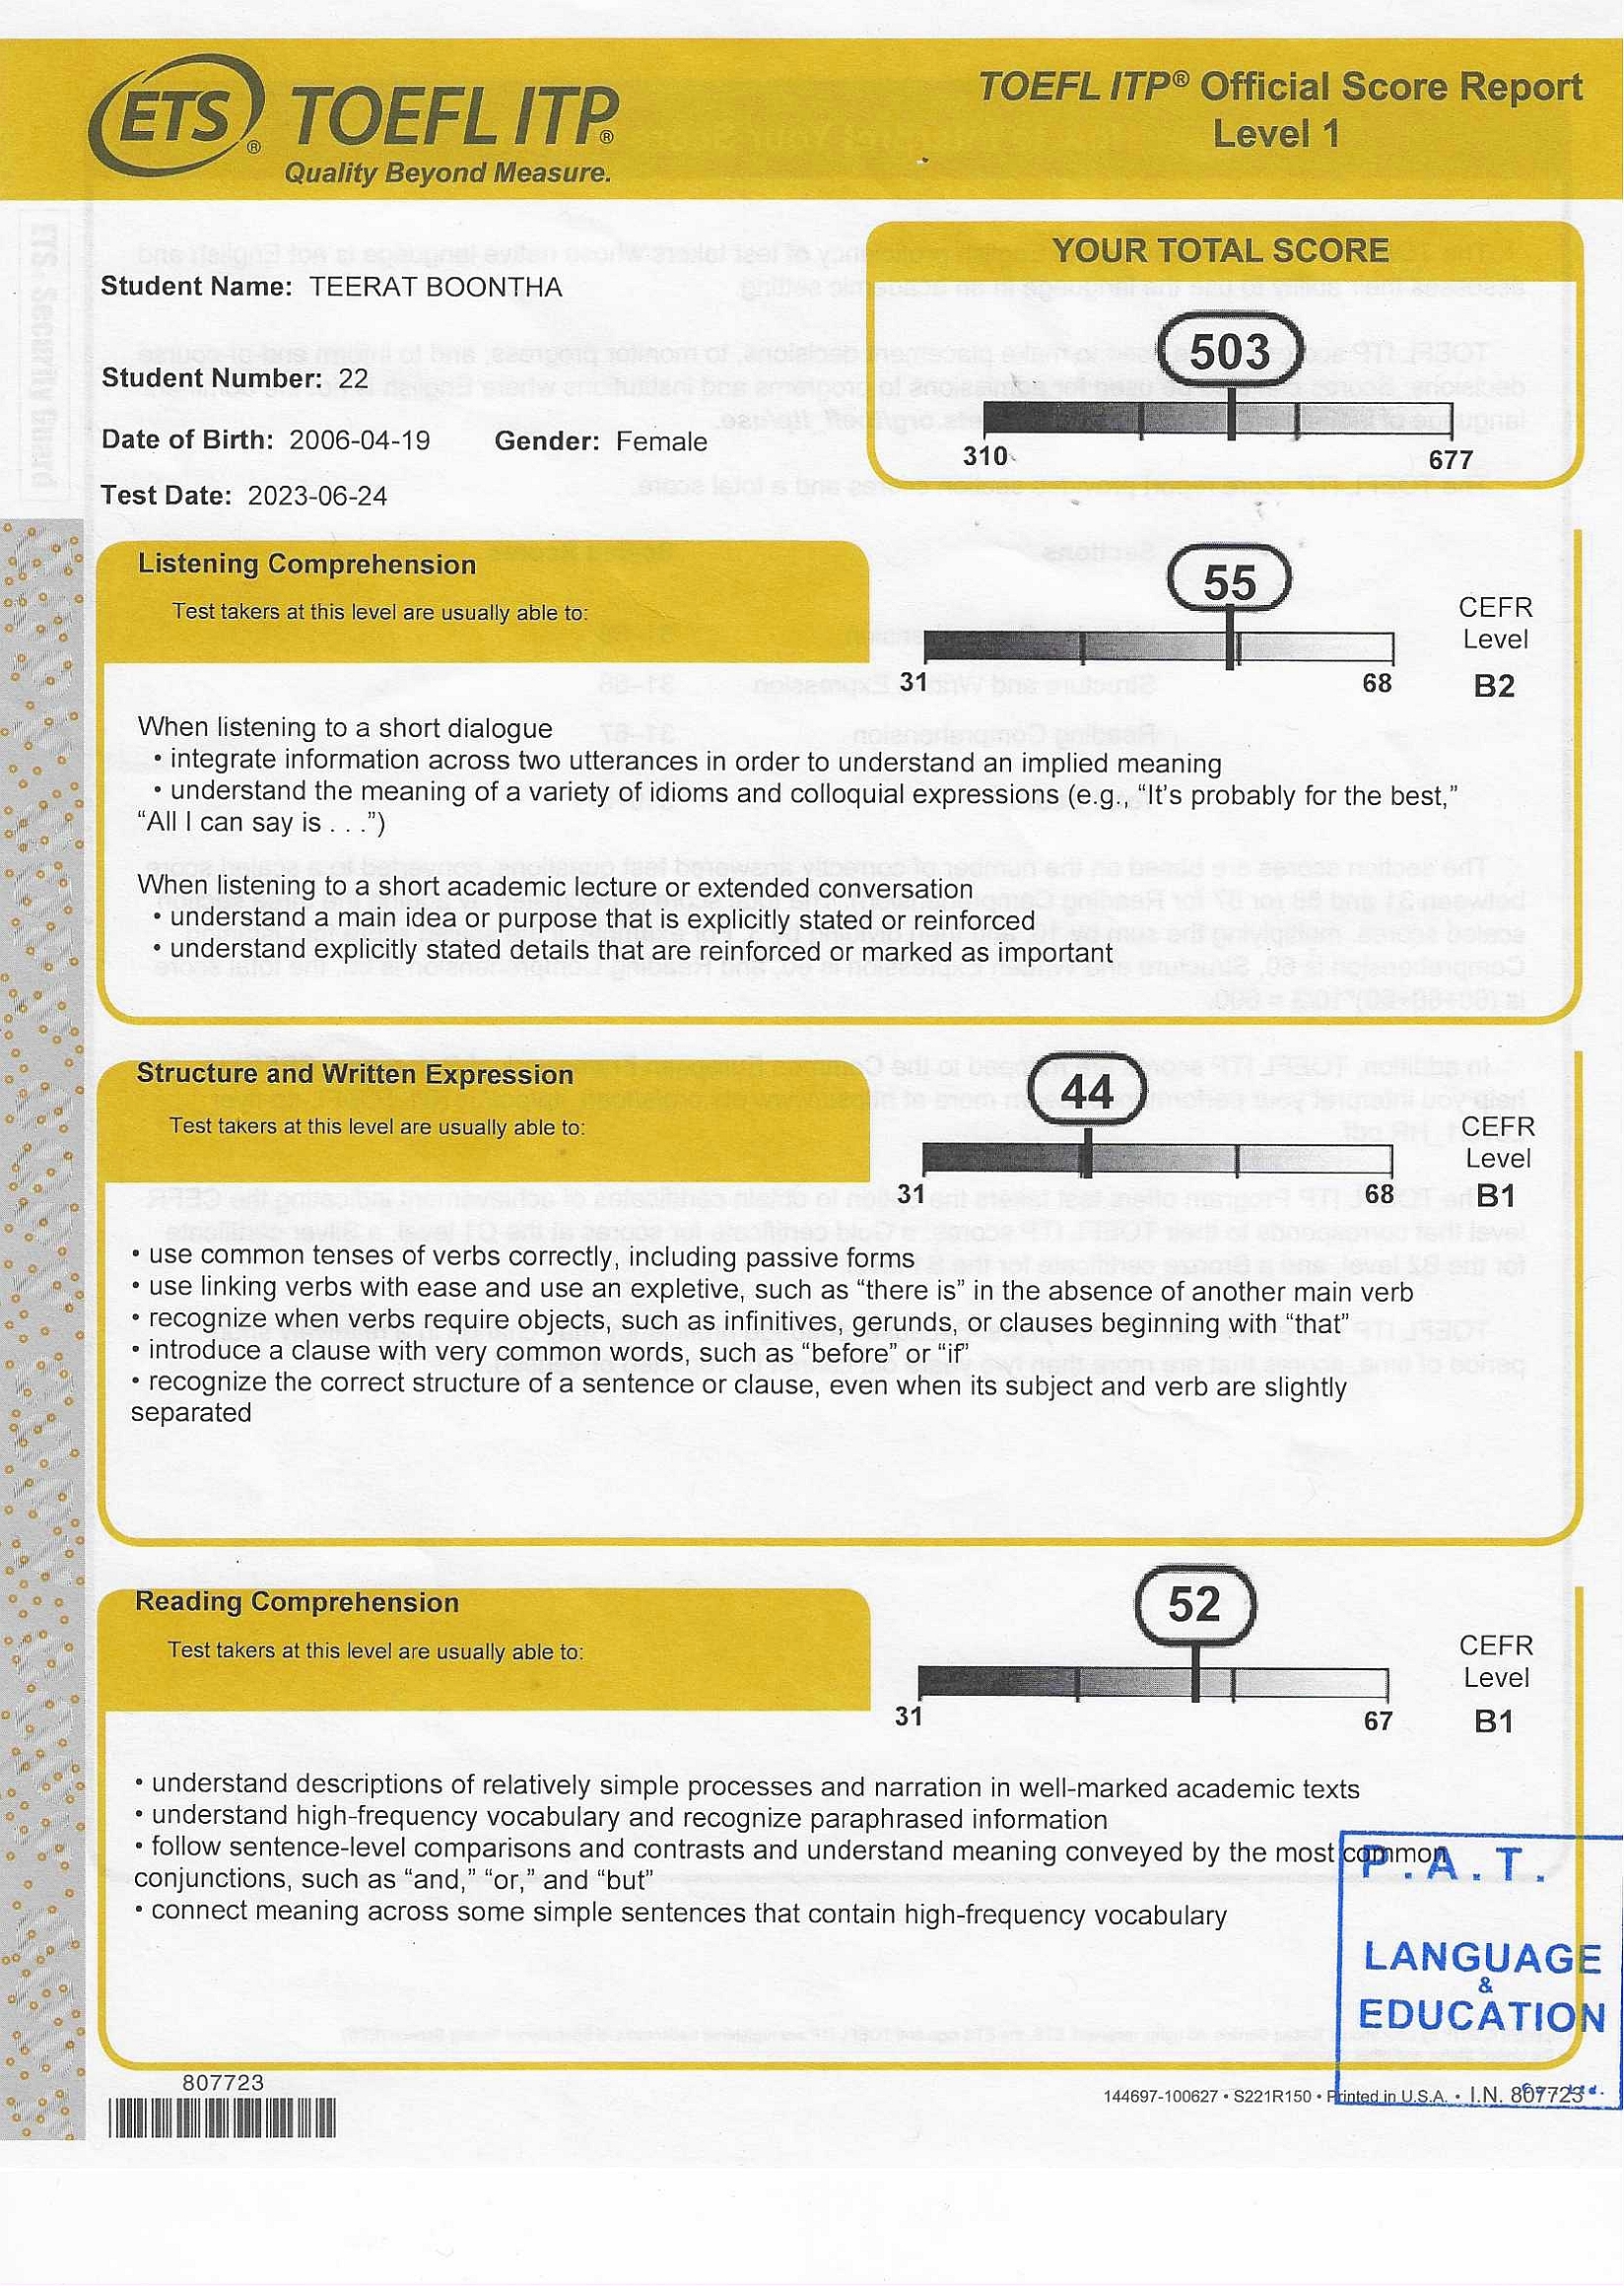 ETS® TOEFL ITP®
Quality Beyond Measure.
TOEFL ITP® Official Score Report
Level 1
Student Name: TEERAT BOONTHA
Student Number: 22
Date of Birth: 2006-04-19 Gender: Female
Test Date: 2023-06-24
YOUR TOTAL SCORE
503
310 677
Listening Comprehension
Test takers at this level are usually able to:
55
31 68
CEFR
Level
B2
When listening to a short dialogue
• integrate information across two utterances in order to understand an implied meaning
• understand the meaning of a variety of idioms and colloquial expressions (e.g., “It’s probably for the best,”
“All I can say is . . .”)
When listening to a short academic lecture or extended conversation
• understand a main idea or purpose that is explicitly stated or reinforced
• understand explicitly stated details that are reinforced or marked as important
Structure and Written Expression
Test takers at this level are usually able to:
44
31 68
CEFR
Level
B1
• use common tenses of verbs correctly, including passive forms
• use linking verbs with ease and use an expletive, such as “there is” in the absence of another main verb
• recognize when verbs require objects, such as infinitives, gerunds, or clauses beginning with “that”
• introduce a clause with very common words, such as “before” or “if”
• recognize the correct structure of a sentence or clause, even when its subject and verb are slightly
separated
Reading Comprehension
Test takers at this level are usually able to:
52
31 67
CEFR
Level
B1
• understand descriptions of relatively simple processes and narration in well-marked academic texts
• understand high-frequency vocabulary and recognize paraphrased information
• follow sentence-level comparisons and contrasts and understand meaning conveyed by the most common
conjunctions, such as “and,” “or,” and “but”
• connect meaning across some simple sentences that contain high-frequency vocabulary
P.A.T.
LANGUAGE
&
EDUCATION
Co., Ltd.
807723
144697-100627 • S221R150 • Printed in U.S.A. • I.N. 807723